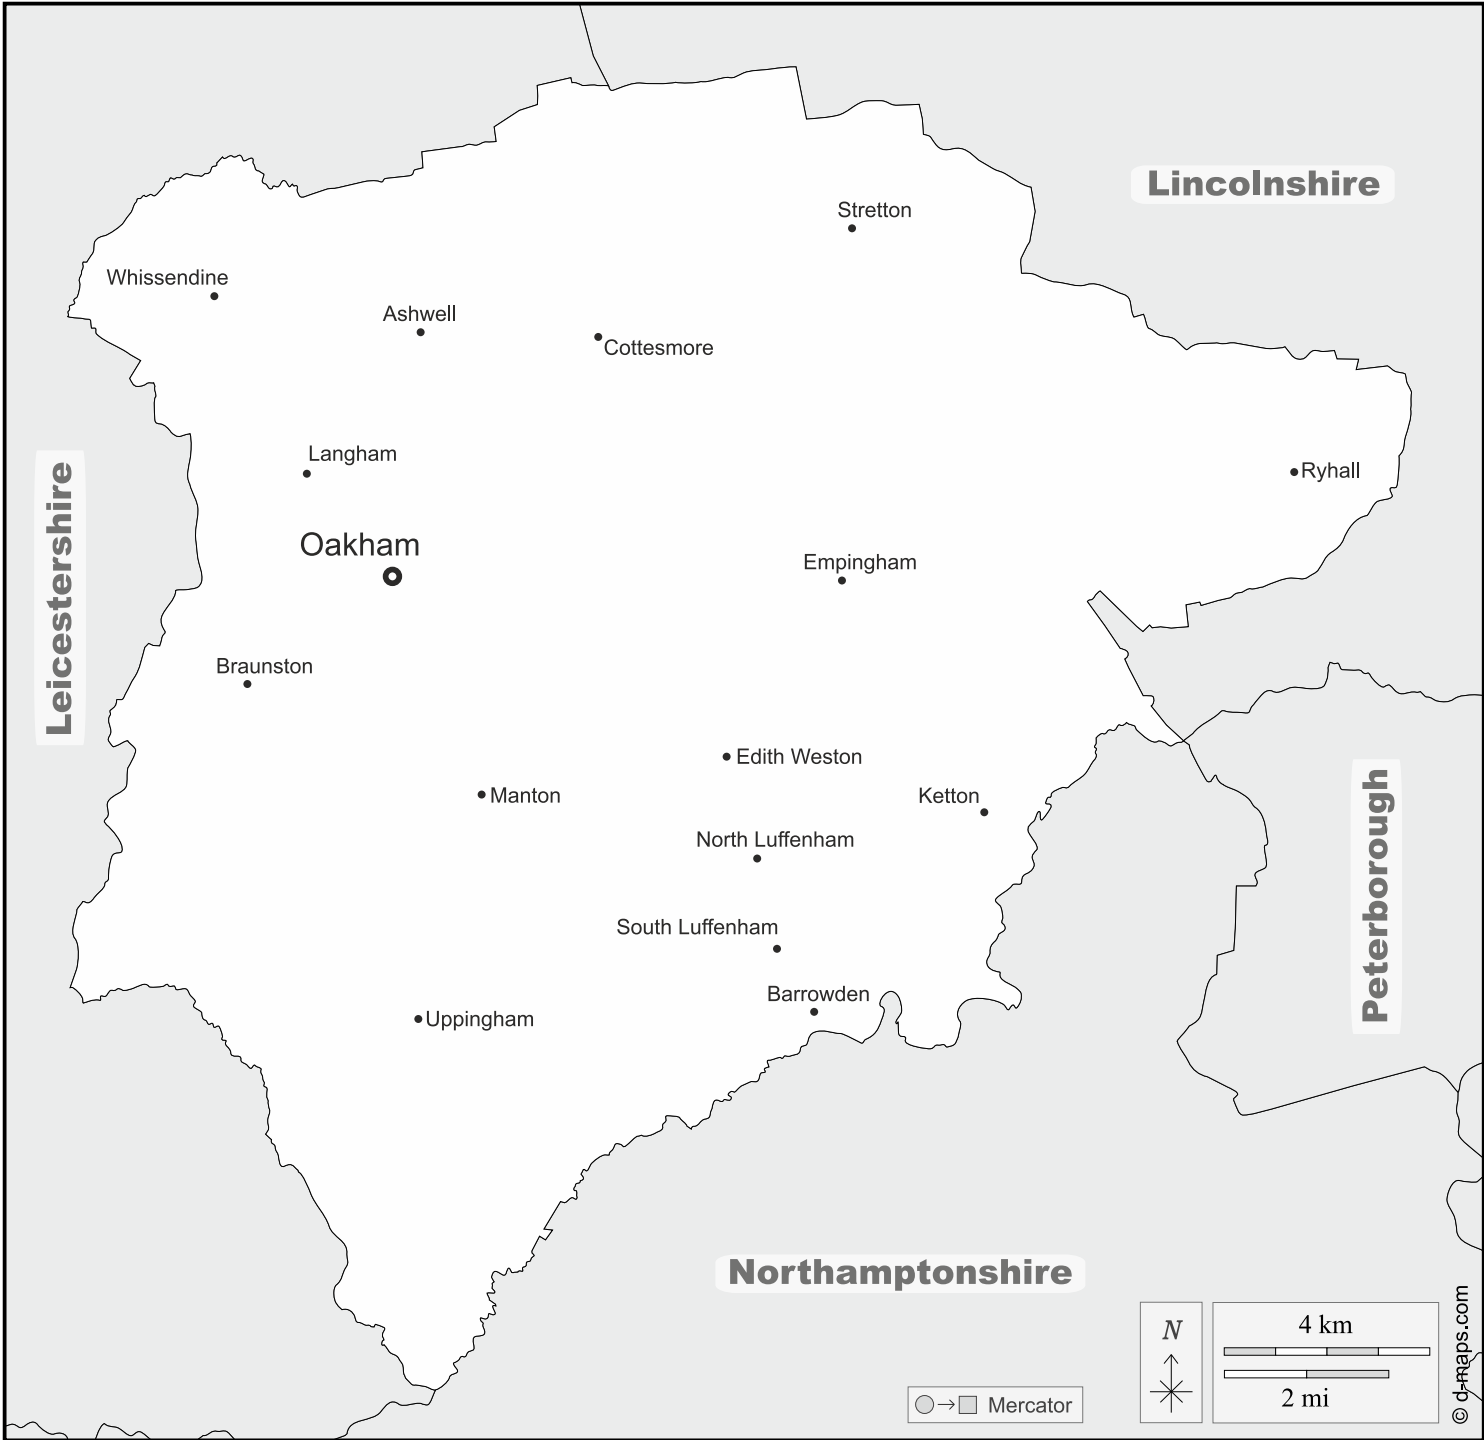 Lincolnshire
Stretton
Whissendine
Ashwell
Cottesmore
Langham
Ryhall
Oakham
Empingham
Leicestershire
Braunston
Edith Weston
Manton
Ketton
North Luffenham
Peterborough
South Luffenham
Barrowden
Uppingham
Northamptonshire
N
4 km
2 mi
Mercator
© d-maps.com